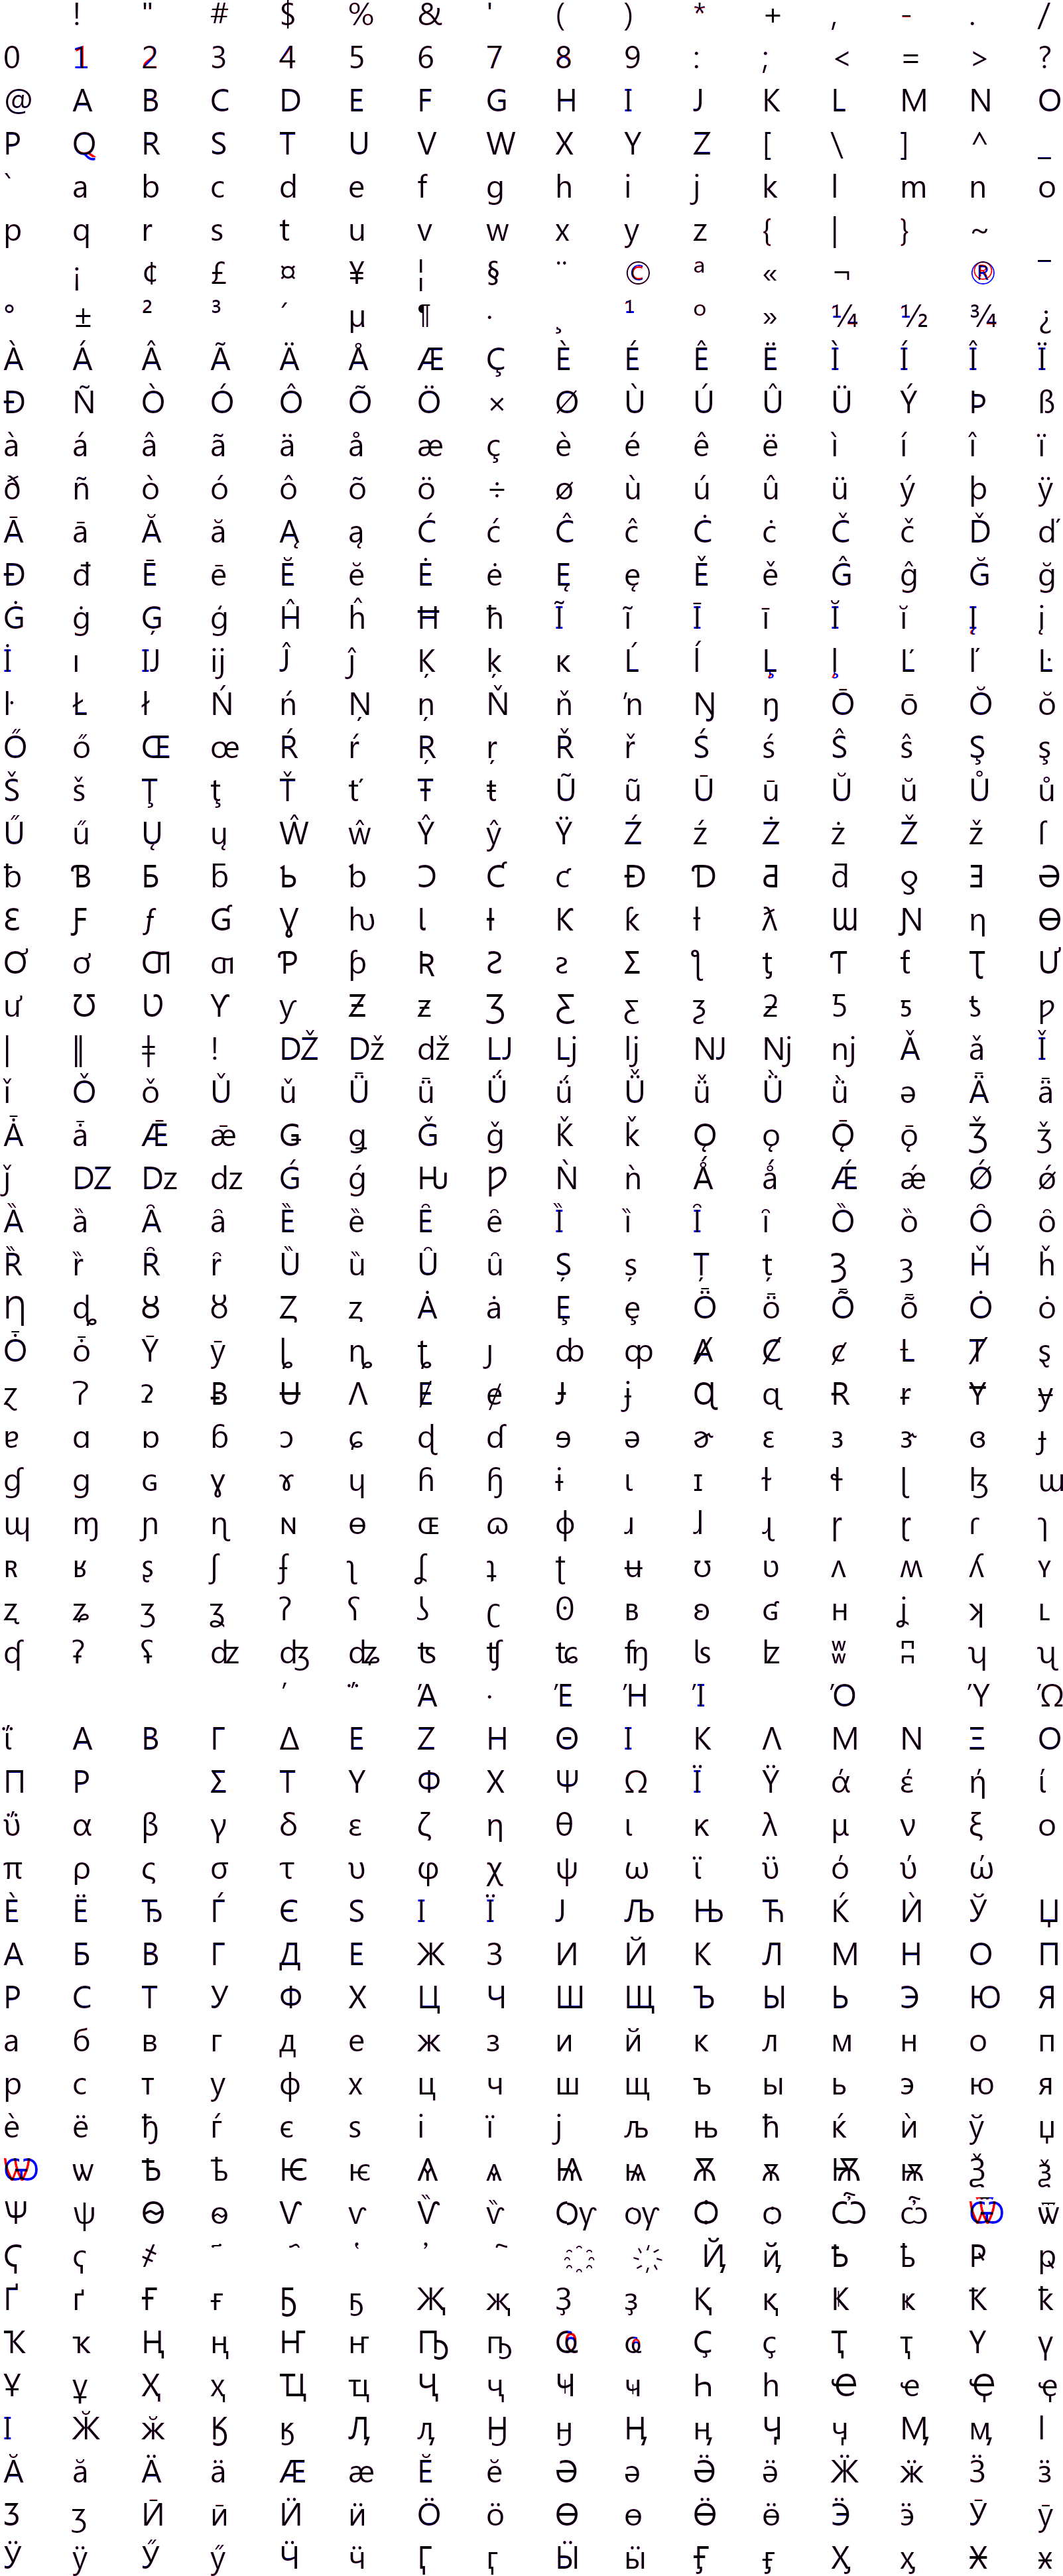 ! " # $ % & ' ( ) * + , - . /
0 1 2 3 4 5 6 7 8 9 : ; < = > ?
@ A B C D E F G H I J K L M N O
P Q R S T U V W X Y Z [ \ ] ^ _
` a b c d e f g h i j k l m n o
p q r s t u v w x y z { | } ~
¡ ¢ £ ¤ ¥ ¦ § ¨ © ª « ¬ ® ¯
° ± ² ³ ´ µ ¶ · ¸ ¹ º » ¼ ½ ¾ ¿
À Á Â Ã Ä Å Æ Ç È É Ê Ë Ì Í Î Ï
Ð Ñ Ò Ó Ô Õ Ö × Ø Ù Ú Û Ü Ý Þ ß
à á â ã ä å æ ç è é ê ë ì í î ï
ð ñ ò ó ô õ ö ÷ ø ù ú û ü ý þ ÿ
Ā ā Ă ă Ą ą Ć ć Ĉ ĉ Ċ ċ Č č Ď ď
Đ đ Ē ē Ĕ ĕ Ė ė Ę ę Ě ě Ĝ ĝ Ğ ğ
Ġ ġ Ģ ģ Ĥ ĥ Ħ ħ Ĩ ĩ Ī ī Ĭ ĭ Į į
İ ı Ĳ ĳ Ĵ ĵ Ķ ķ ĸ Ĺ ĺ Ļ ļ Ľ ľ Ŀ
ŀ Ł ł Ń ń Ņ ņ Ň ň ŉ Ŋ ŋ Ō ō Ŏ ŏ
Ő ő Œ œ Ŕ ŕ Ŗ ŗ Ř ř Ś ś Ŝ ŝ Ş ş
Š š Ţ ţ Ť ť Ŧ ŧ Ũ ũ Ū ū Ŭ ŭ Ů ů
Ű ű Ų ų Ŵ ŵ Ŷ ŷ Ÿ Ź ź Ż ż Ž ž ſ
ƀ Ɓ Ƃ ƃ Ƅ ƅ Ɔ Ƈ ƈ Ɖ Ɗ Ƌ ƌ ƍ Ǝ Ə
Ɛ Ƒ ƒ Ɠ Ɣ ƕ Ɩ Ɨ Ƙ ƙ ƚ ƛ Ɯ Ɲ ƞ Ɵ
Ơ ơ Ƣ ƣ Ƥ ƥ Ʀ Ƨ ƨ Ʃ ƪ ƫ Ƭ ƭ Ʈ Ư
ư Ʊ Ʋ Ƴ ƴ Ƶ ƶ Ʒ Ƹ ƹ ƺ ƻ Ƽ ƽ ƾ ƿ
ǀ ǁ ǂ ǃ Ǆ ǅ ǆ Ǉ ǈ ǉ Ǌ ǋ ǌ Ǎ ǎ Ǐ
ǐ Ǒ ǒ Ǔ ǔ Ǖ ǖ Ǘ ǘ Ǚ ǚ Ǜ ǜ ǝ Ǟ ǟ
Ǡ ǡ Ǣ ǣ Ǥ ǥ Ǧ ǧ Ǩ ǩ Ǫ ǫ Ǭ ǭ Ǯ ǯ
ǰ Ǳ ǲ ǳ Ǵ ǵ Ƕ Ƿ Ǹ ǹ Ǻ ǻ Ǽ ǽ Ǿ ǿ
Ȁ ȁ Ȃ ȃ Ȅ ȅ Ȇ ȇ Ȉ ȉ Ȋ ȋ Ȍ ȍ Ȏ ȏ
Ȑ ȑ Ȓ ȓ Ȕ ȕ Ȗ ȗ Ș ș Ț ț Ȝ ȝ Ȟ ȟ
Ƞ ȡ Ȣ ȣ Ȥ ȥ Ȧ ȧ Ȩ ȩ Ȫ ȫ Ȭ ȭ Ȯ ȯ
Ȱ ȱ Ȳ ȳ ȴ ȵ ȶ ȷ ȸ ȹ Ⱥ Ȼ ȼ Ƚ Ⱦ ȿ
ɀ Ɂ ɂ Ƀ Ʉ Ʌ Ɇ ɇ Ɉ ɉ Ɋ ɋ Ɍ ɍ Ɏ ɏ
ɐ ɑ ɒ ɓ ɔ ɕ ɖ ɗ ɘ ə ɚ ɛ ɜ ɝ ɞ ɟ
ɠ ɡ ɢ ɣ ɤ ɥ ɦ ɧ ɨ ɩ ɪ ɫ ɬ ɭ ɮ ɯ
ɰ ɱ ɲ ɳ ɴ ɵ ɶ ɷ ɸ ɹ ɺ ɻ ɼ ɽ ɾ ɿ
ʀ ʁ ʂ ʃ ʄ ʅ ʆ ʇ ʈ ʉ ʊ ʋ ʌ ʍ ʎ ʏ
ʐ ʑ ʒ ʓ ʔ ʕ ʖ ʗ ʘ ʙ ʚ ʛ ʜ ʝ ʞ ʟ
ʠ ʡ ʢ ʣ ʤ ʥ ʦ ʧ ʨ ʩ ʪ ʫ ʬ ʭ ʮ ʯ
΄ ΅ Ά · Έ Ή Ί Ό Ύ Ώ
ΐ Α Β Γ Δ Ε Ζ Η Θ Ι Κ Λ Μ Ν Ξ Ο
Π Ρ Σ Τ Υ Φ Χ Ψ Ω Ϊ Ϋ ά έ ή ί
ΰ α β γ δ ε ζ η θ ι κ λ μ ν ξ ο
π ρ ς σ τ υ φ χ ψ ω ϊ ϋ ό ύ ώ
Ѐ Ё Ђ Ѓ Є Ѕ І Ї Ј Љ Њ Ћ Ќ Ѝ Ў Џ
А Б В Г Д Е Ж З И Й К Л М Н О П
Р С Т У Ф Х Ц Ч Ш Щ Ъ Ы Ь Э Ю Я
а б в г д е ж з и й к л м н о п
р с т у ф х ц ч ш щ ъ ы ь э ю я
ѐ ё ђ ѓ є ѕ і ї ј љ њ ћ ќ ѝ ў џ
Ѡ ѡ Ѣ ѣ Ѥ ѥ Ѧ ѧ Ѩ ѩ Ѫ ѫ Ѭ ѭ Ѯ ѯ
Ѱ ѱ Ѳ ѳ Ѵ ѵ Ѷ ѷ Ѹ ѹ Ѻ ѻ Ѽ ѽ Ѿ ѿ
Ҁ ҁ ҂ ҃ ҄ ҅ ҆ ҇ ҈ ҉ Ҋ ҋ Ҍ ҍ Ҏ ҏ
Ґ ґ Ғ ғ Ҕ ҕ Җ җ Ҙ ҙ Қ қ Ҝ ҝ Ҟ ҟ
Ҡ ҡ Ң ң Ҥ ҥ Ҧ ҧ Ҩ ҩ Ҫ ҫ Ҭ ҭ Ү ү
Ұ ұ Ҳ ҳ Ҵ ҵ Ҷ ҷ Ҹ ҹ Һ һ Ҽ ҽ Ҿ ҿ
Ӏ Ӂ ӂ Ӄ ӄ Ӆ ӆ Ӈ ӈ Ӊ ӊ Ӌ ӌ Ӎ ӎ ӏ
Ӑ ӑ Ӓ ӓ Ӕ ӕ Ӗ ӗ Ә ә Ӛ ӛ Ӝ ӝ Ӟ ӟ
Ӡ ӡ Ӣ ӣ Ӥ ӥ Ӧ ӧ Ө ө Ӫ ӫ Ӭ ӭ Ӯ ӯ
Ӱ ӱ Ӳ ӳ Ӵ ӵ Ӷ ӷ Ӹ ӹ Ӻ ӻ Ӽ ӽ Ӿ ӿ